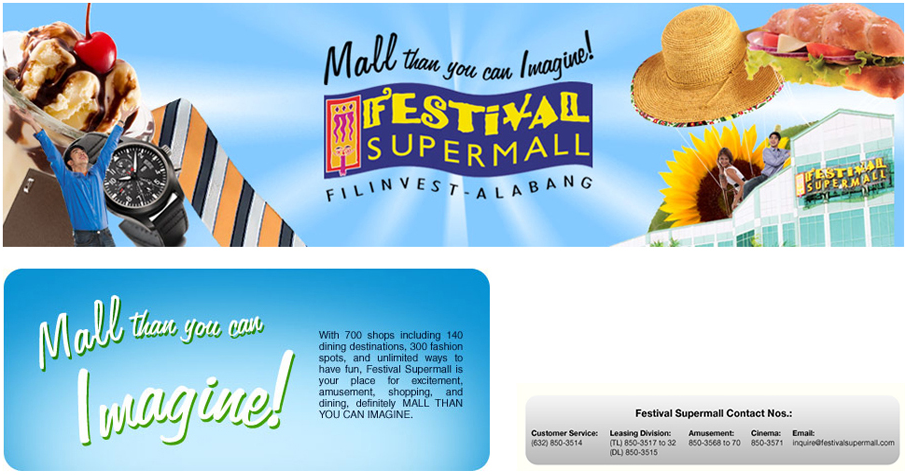 Mall than you can Imagine!
FESTIVAL
SUPERMALL
FILINVEST-ALABANG
FESTIVAL
SUPERMALL
Mall than you can
Imagine!
With 700 shops including 140
dining destinations, 300 fashion
spots, and unlimited ways to
have fun, Festival Supermall is
your place for excitement,
amusement, shopping, and
dining, definitely MALL THAN
YOU CAN IMAGINE.
Festival Supermall Contact Nos.:
Customer Service: Leasing Division: Amusement: Cinema: Email:
(632) 850-3514 (TL) 850-3517 to 32 850-3568 to 70 850-3571 inquire@festivalsupermall.com
(DL) 850-3515